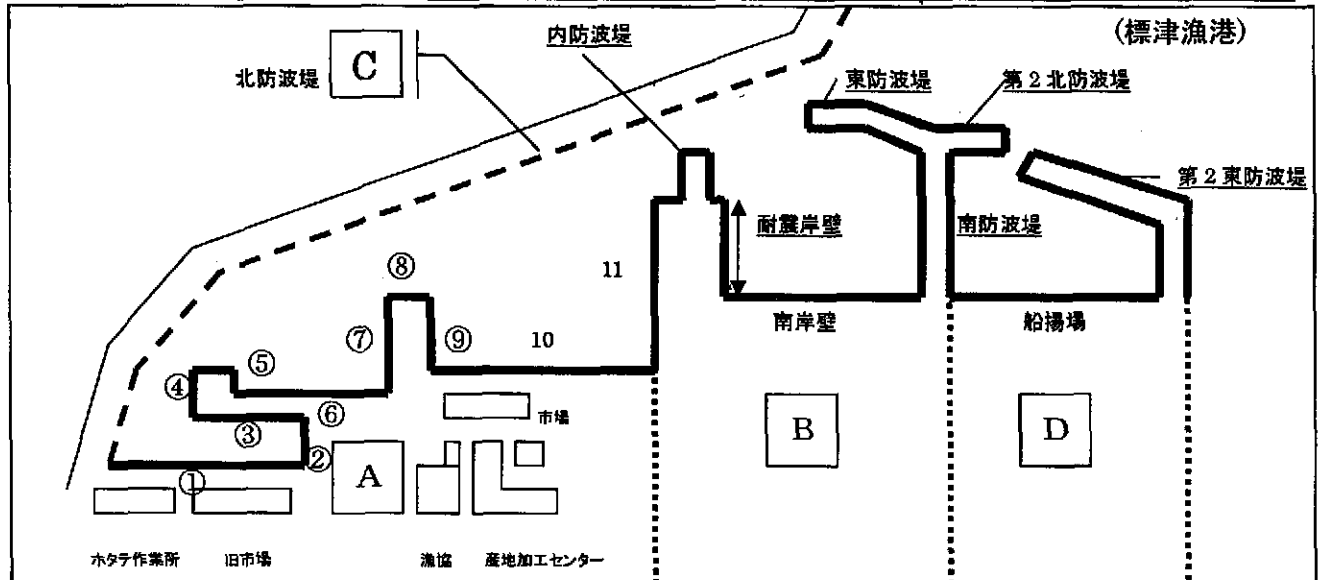 (標津漁港)
内防波堤
C
北防波堤
東防波堤
第2北防波堤
第2東防波堤
耐震岸壁
南防波堤
⑧
11
南岸壁
船揚場
⑦
⑨
10
⑤
④
⑥
市場
③
B
D
②
①
A
ホタテ作業所
旧市場
漁協
産地加工センター